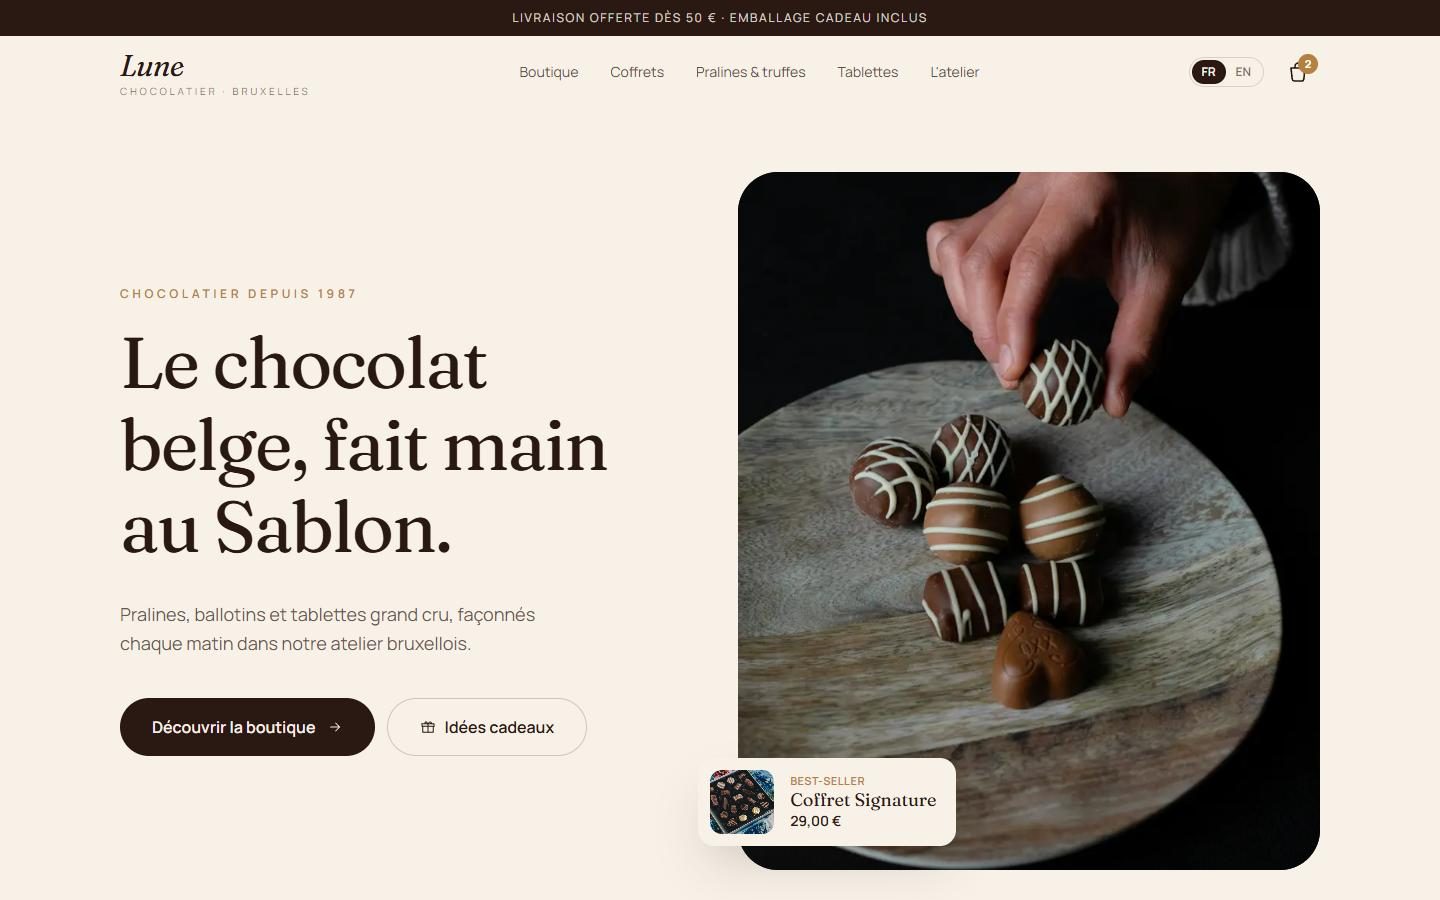 LIVRAISON OFFERTE DÈS 50 € · EMBALLAGE CADEAU INCLUS
Lune
CHOCOLATIER · BRUXELLES
Boutique
Coffrets
Pralines & truffes
Tablettes
L'atelier
FR
EN
2
CHOCOLATIER DEPUIS 1987
Le chocolat
belge, fait main
au Sablon.
Pralines, ballotins et tablettes grand cru, façonnés
chaque matin dans notre atelier bruxellois.
Découvrir la boutique →
Idées cadeaux
BEST-SELLER
Coffret Signature
29,00 €